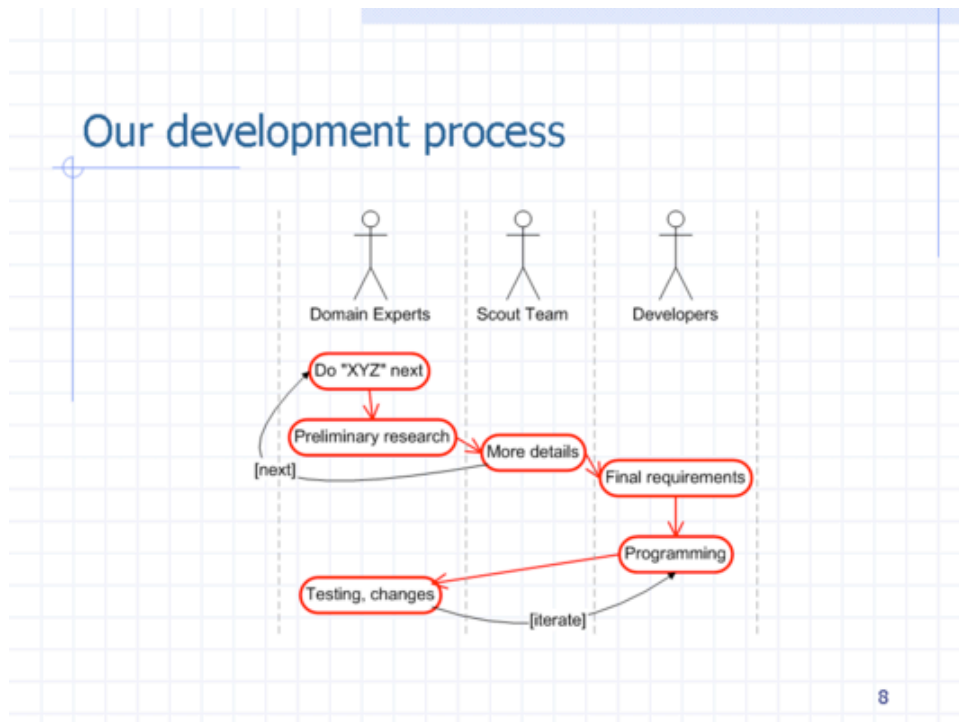 Our development process
Domain Experts
Scout Team
Developers
Do "XYZ" next
Preliminary research
More details
[next]
Final requirements
Programming
Testing, changes
[iterate]
8